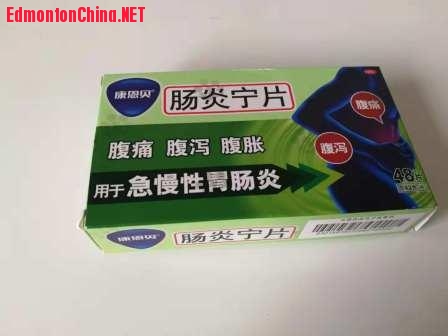 EdmontonChina.NET
康恩贝
肠炎宁片
腹痛 腹泻 腹胀
用于急慢性胃肠炎
腹痛
腹泻
48片
康恩贝
肠炎宁片